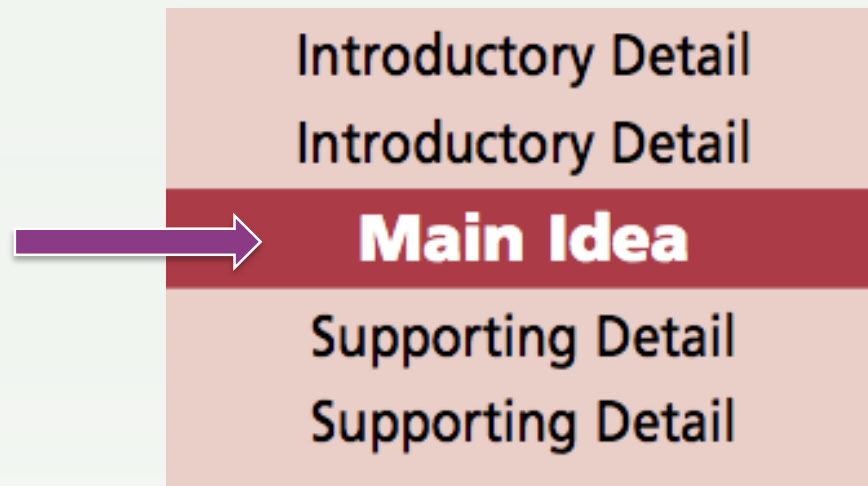 Introductory Detail
Introductory Detail
Main Idea
Supporting Detail
Supporting Detail